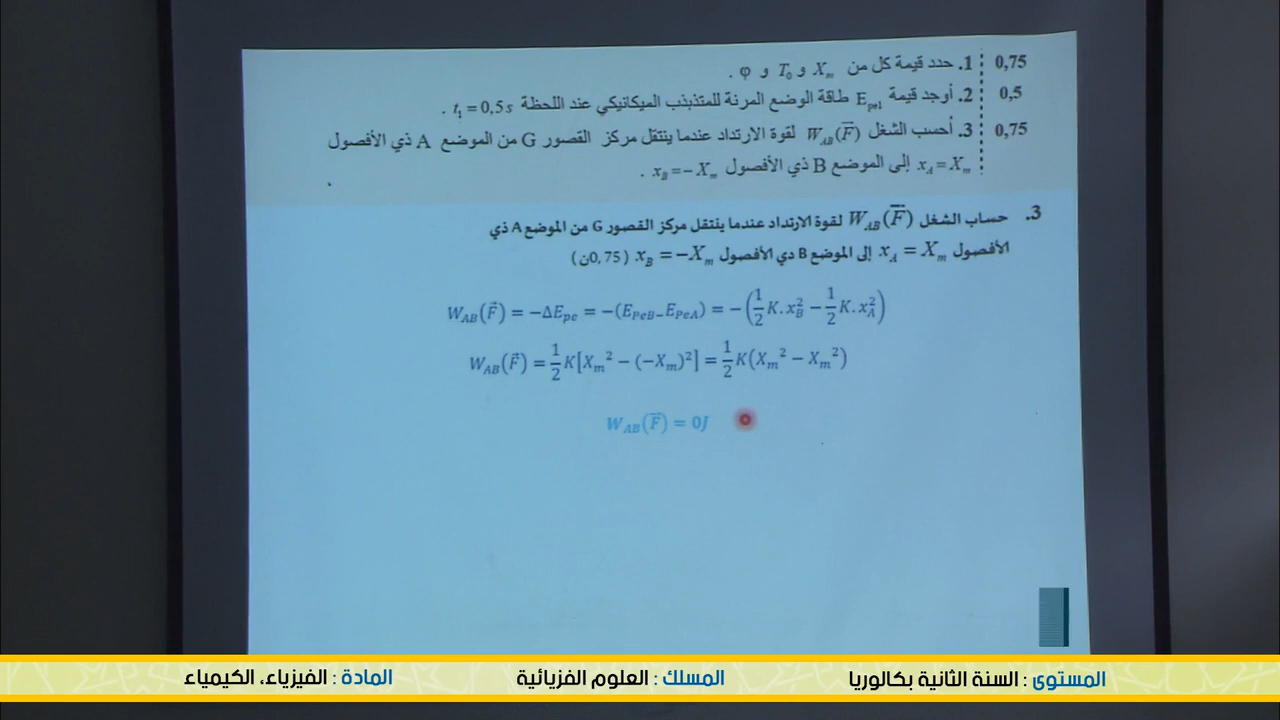 0,75 1. حدد قيمة كل من Xm و T0 و φ .
0,5 2. أوجد قيمة Epe1 طاقة الوضع المرنة للمتذبذب الميكانيكي عند اللحظة t1 = 0,5 s .
0,75 3. أحسب الشغل WAB(F⃗) لقوة الارتداد عندما ينتقل مركز القصور G من الموضع A ذي الأفصول
xA = Xm إلى الموضع B ذي الأفصول xB = −Xm .
3. حساب الشغل WAB(F⃗) لقوة الارتداد عندما ينتقل مركز القصور G من الموضع A ذي
الأفصول xA = Xm إلى الموضع B دي الأفصول xB = −Xm (0,75ن)
WAB(F⃗) = −ΔEpe = −(EPeB−EPeA) = −(1/2 K.xB² − 1/2 K.xA²)
WAB(F⃗) = 1/2 K[Xm² − (−Xm)²] = 1/2 K(Xm² − Xm²)
WAB(F⃗) = 0J
المستوى : السنة الثانية بكالوريا المسلك : العلوم الفزيائية المادة : الفيزياء، الكيمياء